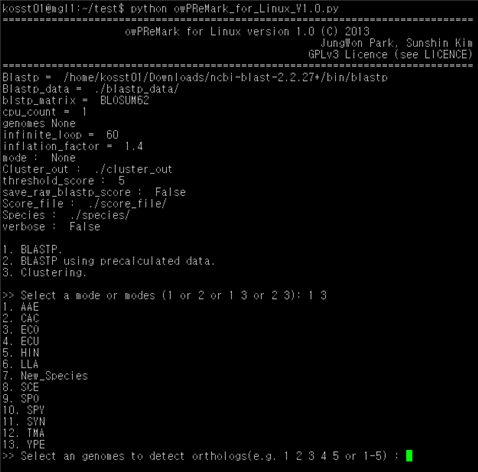 kosst01@mgl1:~/test$ python owPReMark_for_Linux_V1.0.py
owPReMark for Linux version 1.0 (C) 2013
JungWon Park, Sunshin Kim
GPLv3 Licence (see LICENCE)
Blastp =  /home/kosst01/Downloads/ncbi-blast-2.2.27+/bin/blastp
Blastp_data =  ./blastp_data/
blstp_matrix =  BLOSUM62
cpu_count =  1
genomes None
infinite_loop =  60
inflation_factor =  1.4
mode :  None
Cluster_out :  ./cluster_out
threshold_score :  5
save_raw_blastp_score :  False
Score_file :  ./score_file/
Species :  ./species/
verbose :  False
1. BLASTP.
2. BLASTP using precalculated data.
3. Clustering.
>> Select a mode or modes (1 or 2 or 1 3 or 2 3): 1 3
1. AAE
2. CAC
3. ECO
4. ECU
5. HIN
6. LLA
7. New_Species
8. SCE
9. SPO
10. SPY
11. SYN
12. TMA
13. YPE
>> Select an genomes to detect orthologs(e.g. 1 2 3 4 5 or 1-5) :